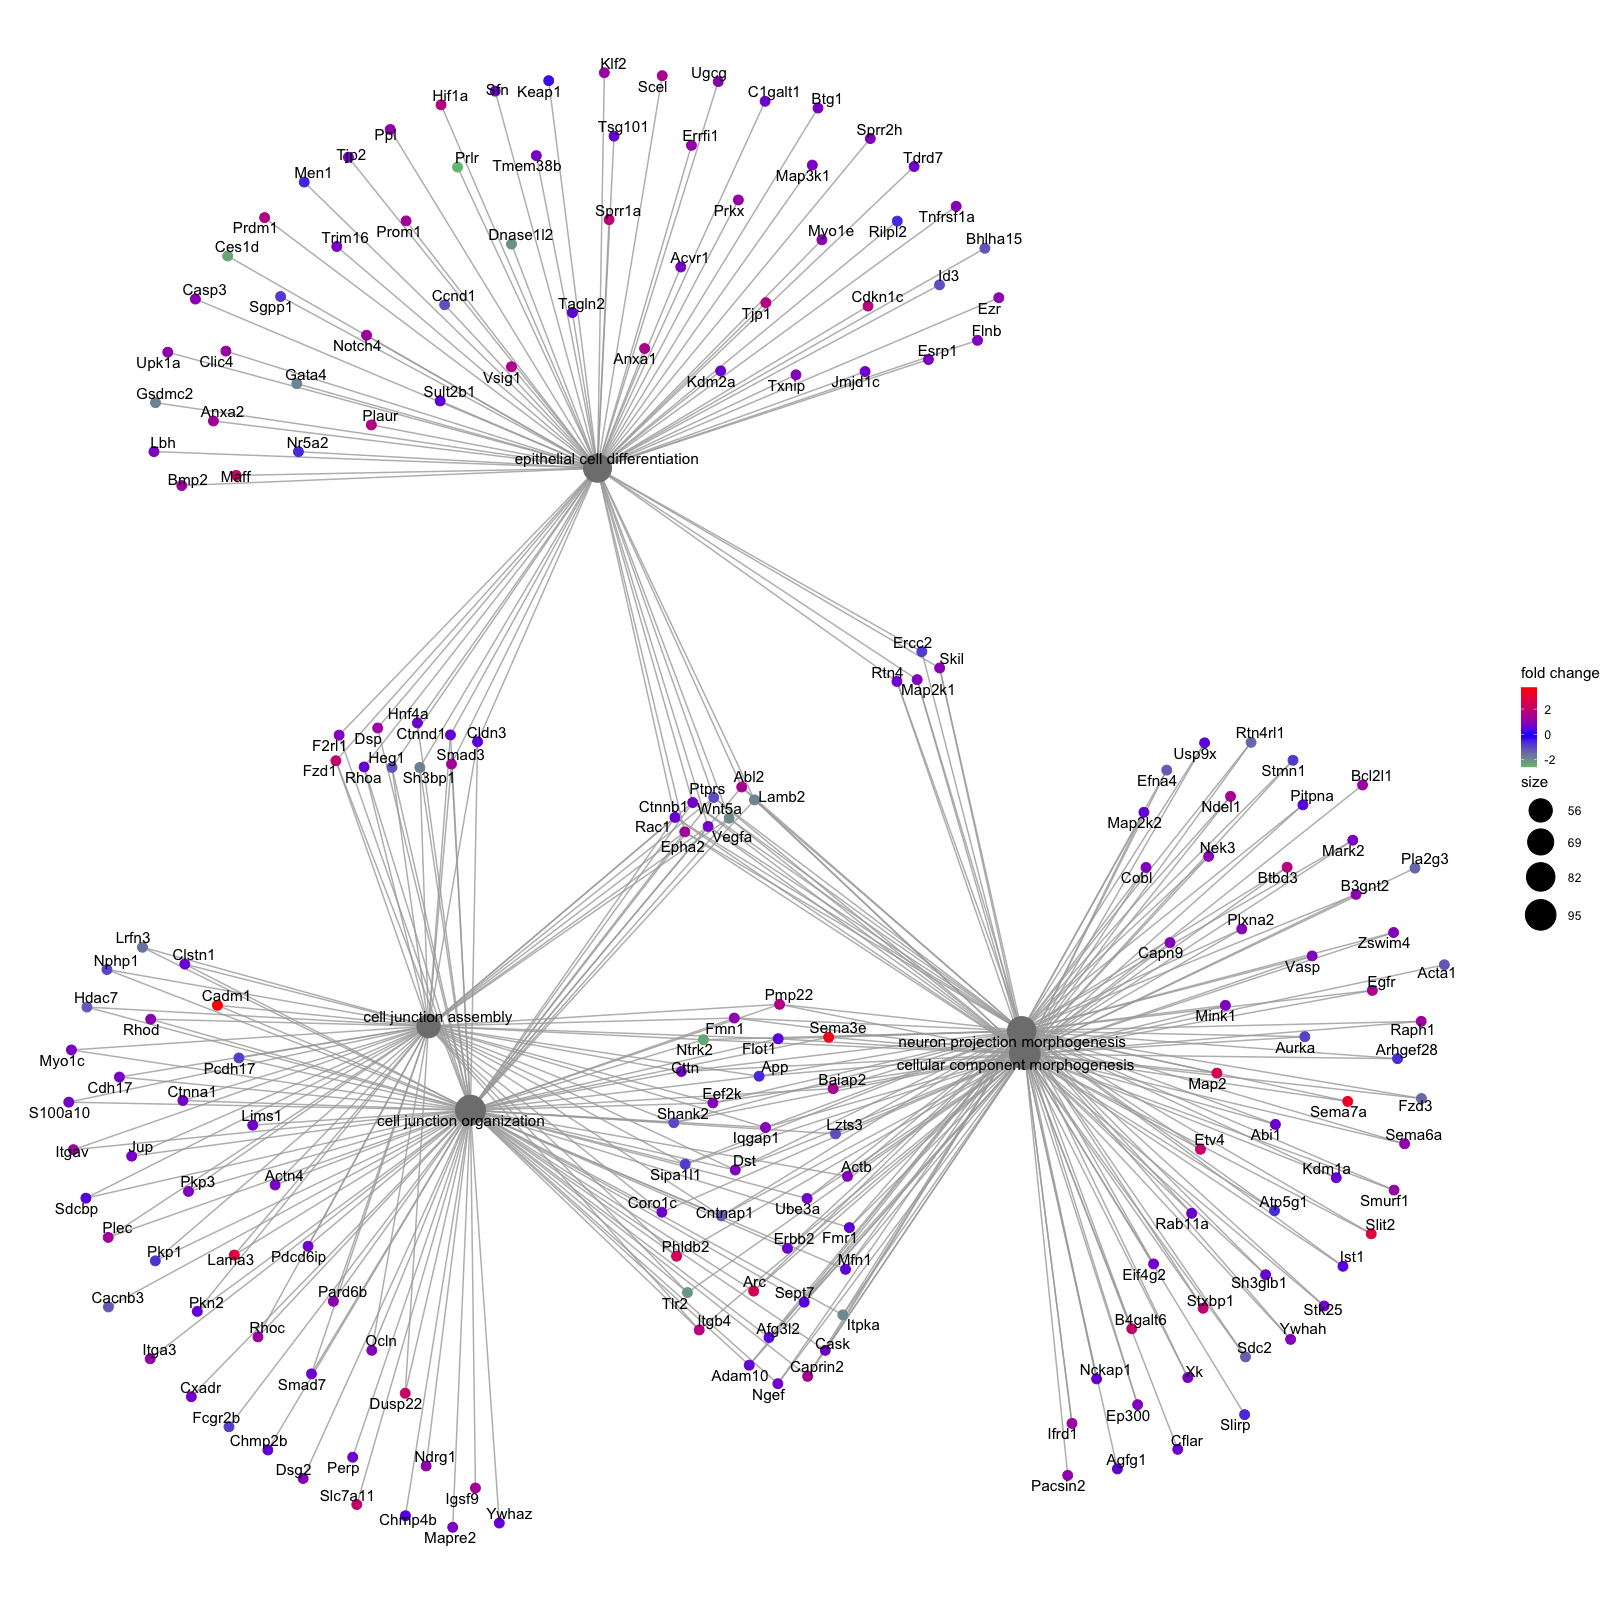 Klf2
Scel
Ugcg
C1galt1
Btg1
Sfn
Keap1
Hif1a
Ppl
Tsg101
Errfi1
Sprr2h
Tjp2
Prlr
Tmem38b
Map3k1
Tdrd7
Men1
Prdm1
Trim16
Prom1
Dnase1l2
Sprr1a
Prkx
Myo1e
Rilpl2
Tnfrsf1a
Bhlha15
Ces1d
Acvr1
Id3
Casp3
Sgpp1
Ccnd1
Tagln2
Tjp1
Cdkn1c
Ezr
Notch4
Flnb
Upk1a
Clic4
Anxa1
Esrp1
Gata4
Vsig1
Kdm2a
Txnip
Jmjd1c
Gsdmc2
Sult2b1
Anxa2
Plaur
Lbh
Nr5a2
epithelial cell differentiation
Bmp2
Maff
Ercc2
Skil
Rtn4
Map2k1
Hnf4a
F2rl1
Dsp
Ctnnd1
Cldn3
Fzd1
Rhoa
Heg1
Sh3bp1
Smad3
Abl2
Ptprs
Lamb2
Ctnnb1
Wnt5a
Rac1
Vegfa
Epha2
Usp9x
Rtn4rl1
Efna4
Stmn1
Bcl2l1
Ndel1
Pitpna
Map2k2
Nek3
Mark2
Cobl
Btbd3
Pla2g3
B3gnt2
Plxna2
Capn9
Zswim4
Vasp
Acta1
Egfr
Mink1
Raph1
Aurka
Arhgef28
fold change
2
0
-2
size
56
69
82
95
Lrfn3
Clstn1
Nphp1
Hdac7
Cadm1
Rhod
cell junction assembly
Myo1c
Pcdh17
Cdh17
Ctnna1
S100a10
Lims1
cell junction organization
Itgav
Jup
Pkp3
Actn4
Sdcbp
Plec
Pkp1
Lama3
Pdcd6ip
Cacnb3
Pkn2
Pard6b
Rhoc
Ocln
Itga3
Cxadr
Smad7
Dusp22
Fcgr2b
Chmp2b
Dsg2
Perp
Ndrg1
Slc7a11
Igsf9
Chmp4b
Mapre2
Ywhaz
Pmp22
Fmn1
Sema3e
Ntrk2
Flot1
neuron projection morphogenesis
cellular component morphogenesis
Cttn
App
Baiap2
Eef2k
Shank2
Iqgap1
Lzts3
Sipa1l1
Dst
Actb
Coro1c
Cntnap1
Ube3a
Fmr1
Phldb2
Erbb2
Mfn1
Tlr2
Arc
Sept7
Itgb4
Afg3l2
Itpka
Cask
Adam10
Caprin2
Ngef
Map2
Sema7a
Fzd3
Etv4
Abi1
Sema6a
Kdm1a
Smurf1
Rab11a
Atp5g1
Slit2
Ist1
Eif4g2
Sh3glb1
Stxbp1
Stk25
B4galt6
Ywhah
Sdc2
Nckap1
Xk
Ep300
Slirp
Ifrd1
Cflar
Agfg1
Pacsin2